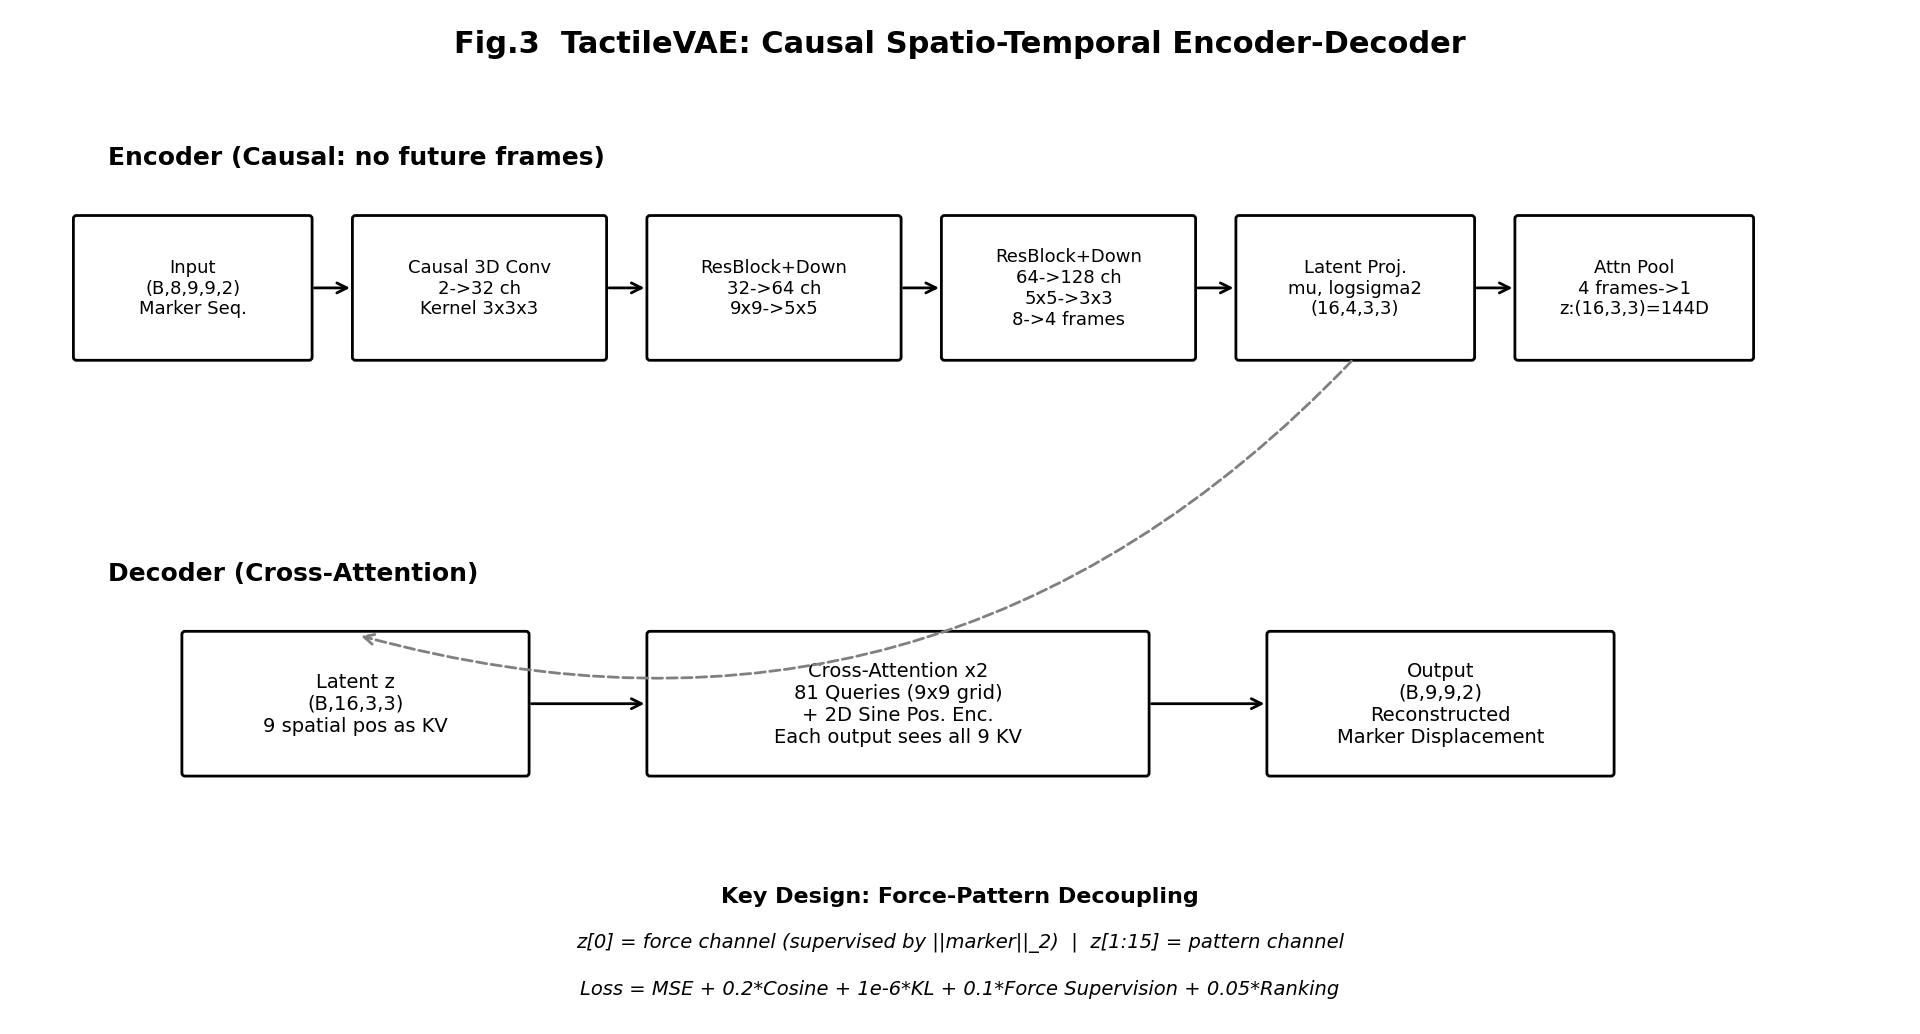 Fig.3  TactileVAE: Causal Spatio-Temporal Encoder-Decoder
Encoder (Causal: no future frames)
Input
(B,8,9,9,2)
Marker Seq.
Causal 3D Conv
2->32 ch
Kernel 3x3x3
ResBlock+Down
32->64 ch
9x9->5x5
ResBlock+Down
64->128 ch
5x5->3x3
8->4 frames
Latent Proj.
mu, logsigma2
(16,4,3,3)
Attn Pool
4 frames->1
z:(16,3,3)=144D
Decoder (Cross-Attention)
Latent z
(B,16,3,3)
9 spatial pos as KV
Cross-Attention x2
81 Queries (9x9 grid)
+ 2D Sine Pos. Enc.
Each output sees all 9 KV
Output
(B,9,9,2)
Reconstructed
Marker Displacement
Key Design: Force-Pattern Decoupling
z[0] = force channel (supervised by ||marker||_2)  |  z[1:15] = pattern channel
Loss = MSE + 0.2*Cosine + 1e-6*KL + 0.1*Force Supervision + 0.05*Ranking